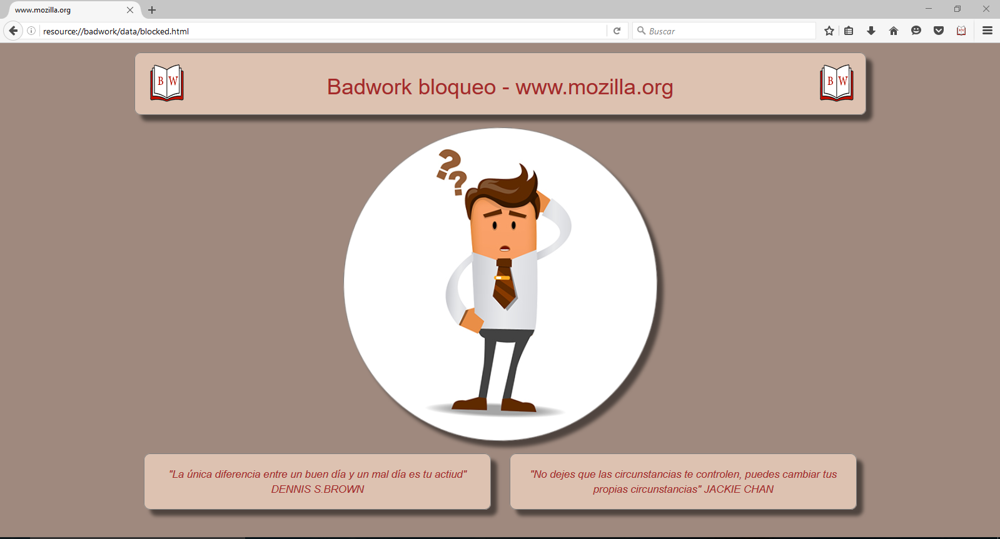 www.mozilla.org
resource://badwork/data/blocked.html
Buscar
B W
Badwork bloqueo - www.mozilla.org
B W
? ?
"La única diferencia entre un buen día y un mal día es tu actiud"
DENNIS S.BROWN
"No dejes que las circunstancias te controlen, puedes cambiar tus
propias circunstancias" JACKIE CHAN